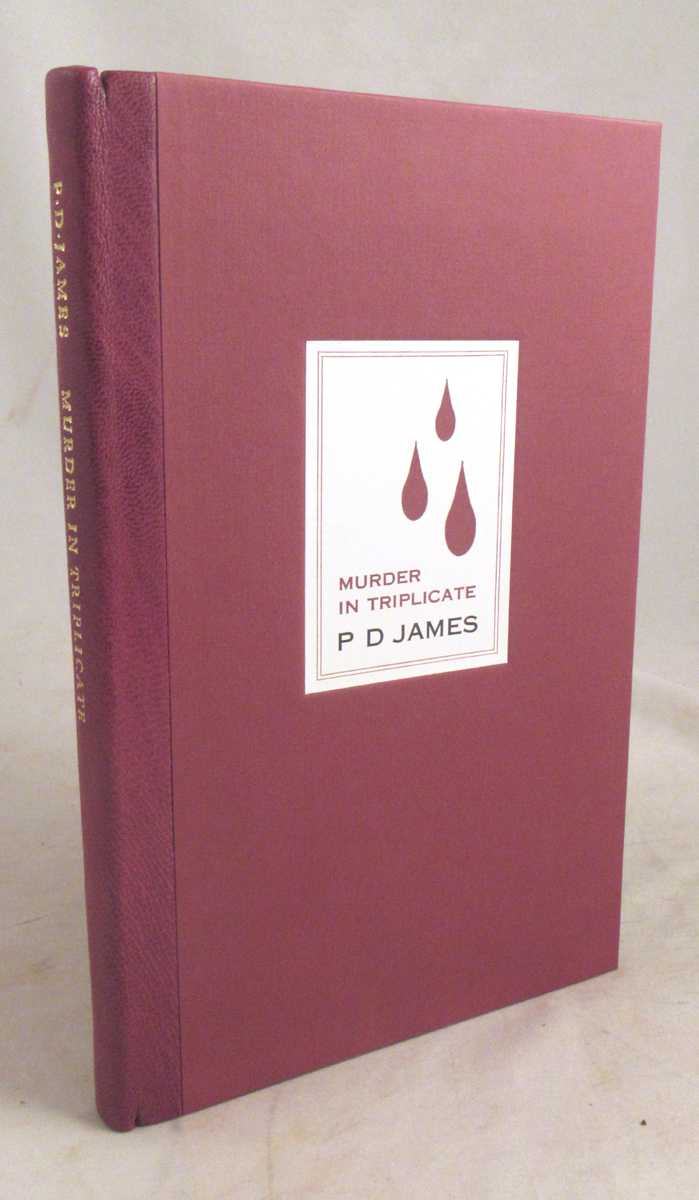 P·D·JAMES MURDER IN TRIPLICATE
MURDER
IN TRIPLICATE
P D JAMES